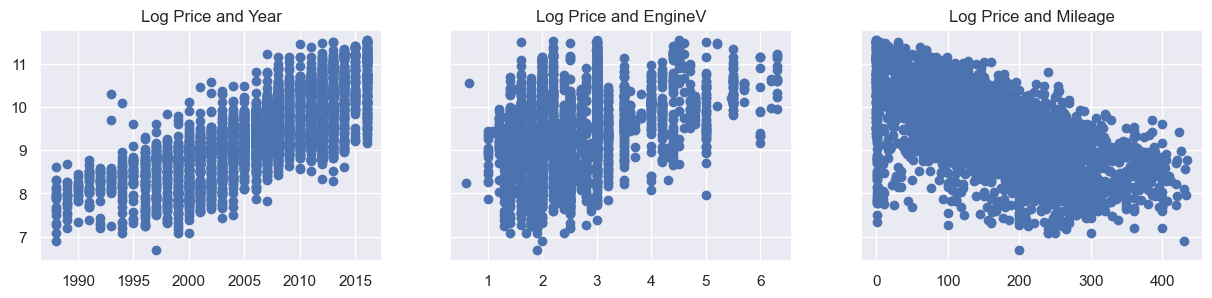 Log Price and Year
Log Price and EngineV
Log Price and Mileage
11
10
9
8
7
1990 1995 2000 2005 2010 2015
1 2 3 4 5 6
0 100 200 300 400